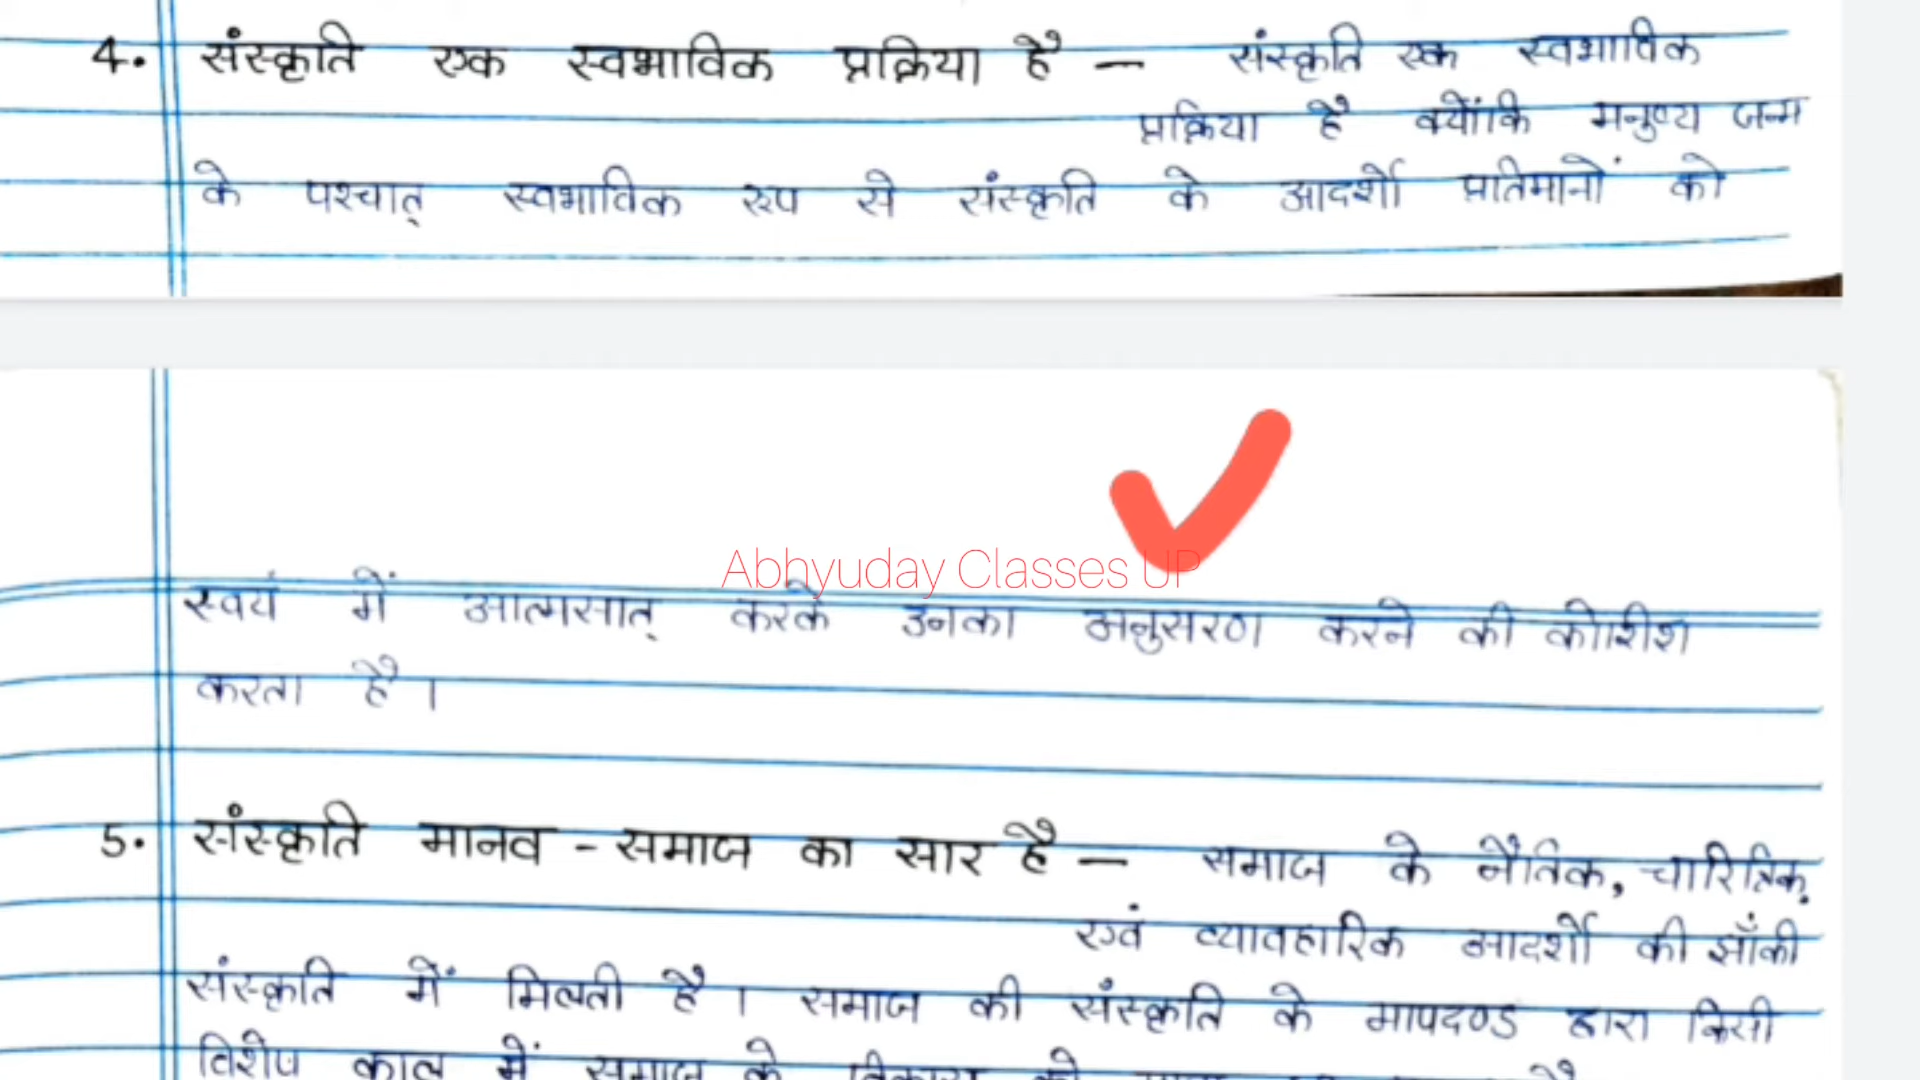 4. संस्कृति एक स्वभाविक प्रक्रिया है – संस्कृति एक स्वभाविक
प्रक्रिया है क्योंकि मनुष्य जन्म
के पश्चात् स्वभाविक रूप से संस्कृति के आदर्शो प्रतिमानों को
Abhyuday Classes UP
स्वयं में आत्मसात् करके उनका अनुसरण करने की कोशिश
करता है ।
5. संस्कृति मानव - समाज का सार है – समाज के नैतिक, चारित्रिक,
एवं व्यावहारिक आदर्शो की झाँकी
संस्कृति में मिलती है । समाज की संस्कृति के मापदण्ड द्वारा किसी
विशेष काल में समाज के विकास को